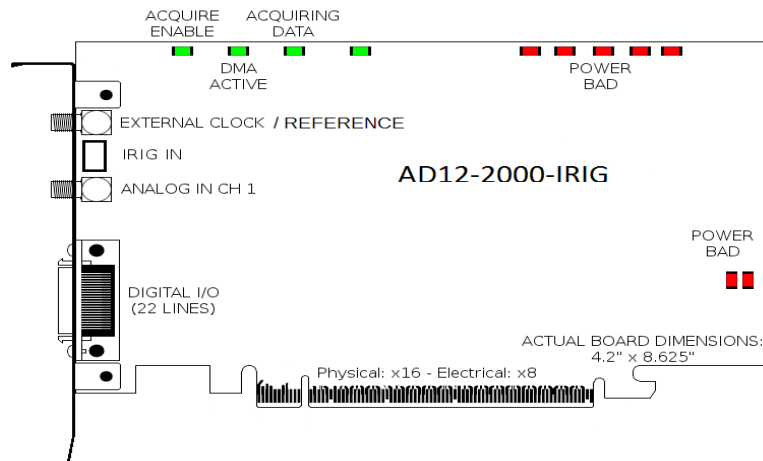 ACQUIRE
ENABLE
ACQUIRING
DATA
DMA
ACTIVE
POWER
BAD
EXTERNAL CLOCK / REFERENCE
IRIG IN
ANALOG IN CH 1
AD12-2000-IRIG
POWER
BAD
DIGITAL I/O
(22 LINES)
ACTUAL BOARD DIMENSIONS:
4.2" x 8.625"
Physical: x16 - Electrical: x8